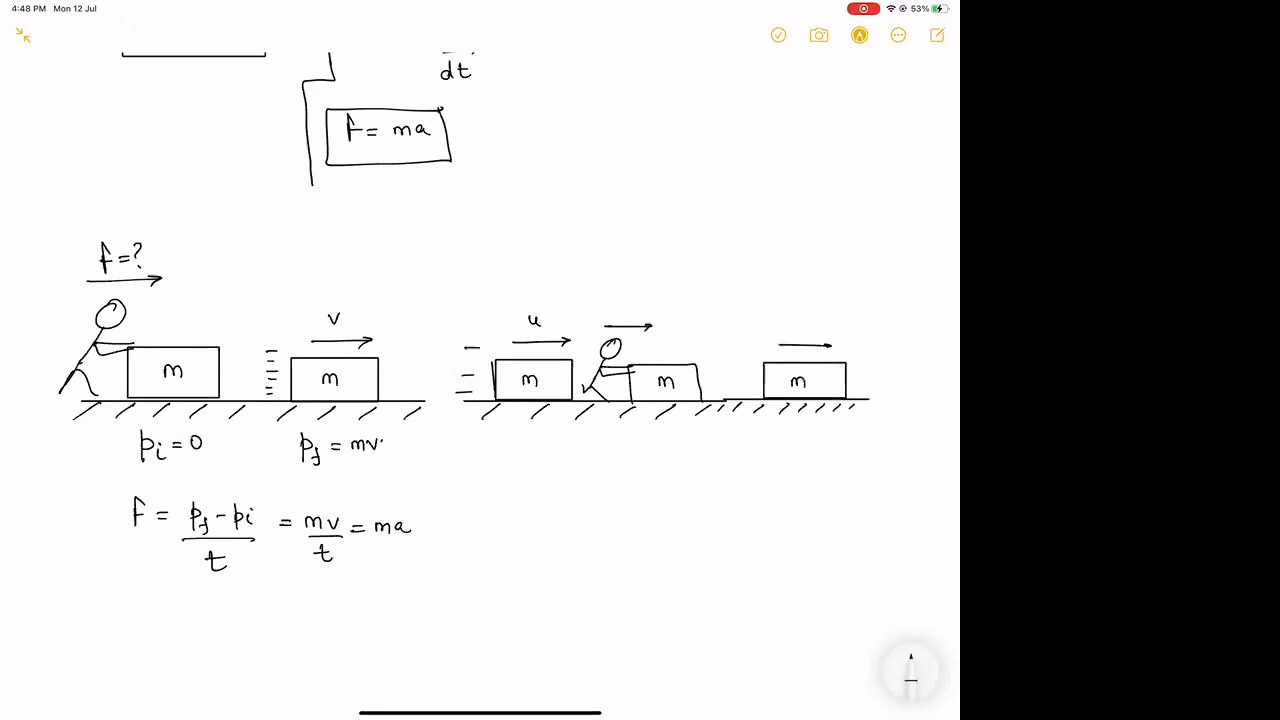 4:48 PM Mon 12 Jul 53%
dt
F = ma
F = ?
v
u
m m m m m
pi = 0 pf = mv
F = pf - pi / t = mv / t = ma